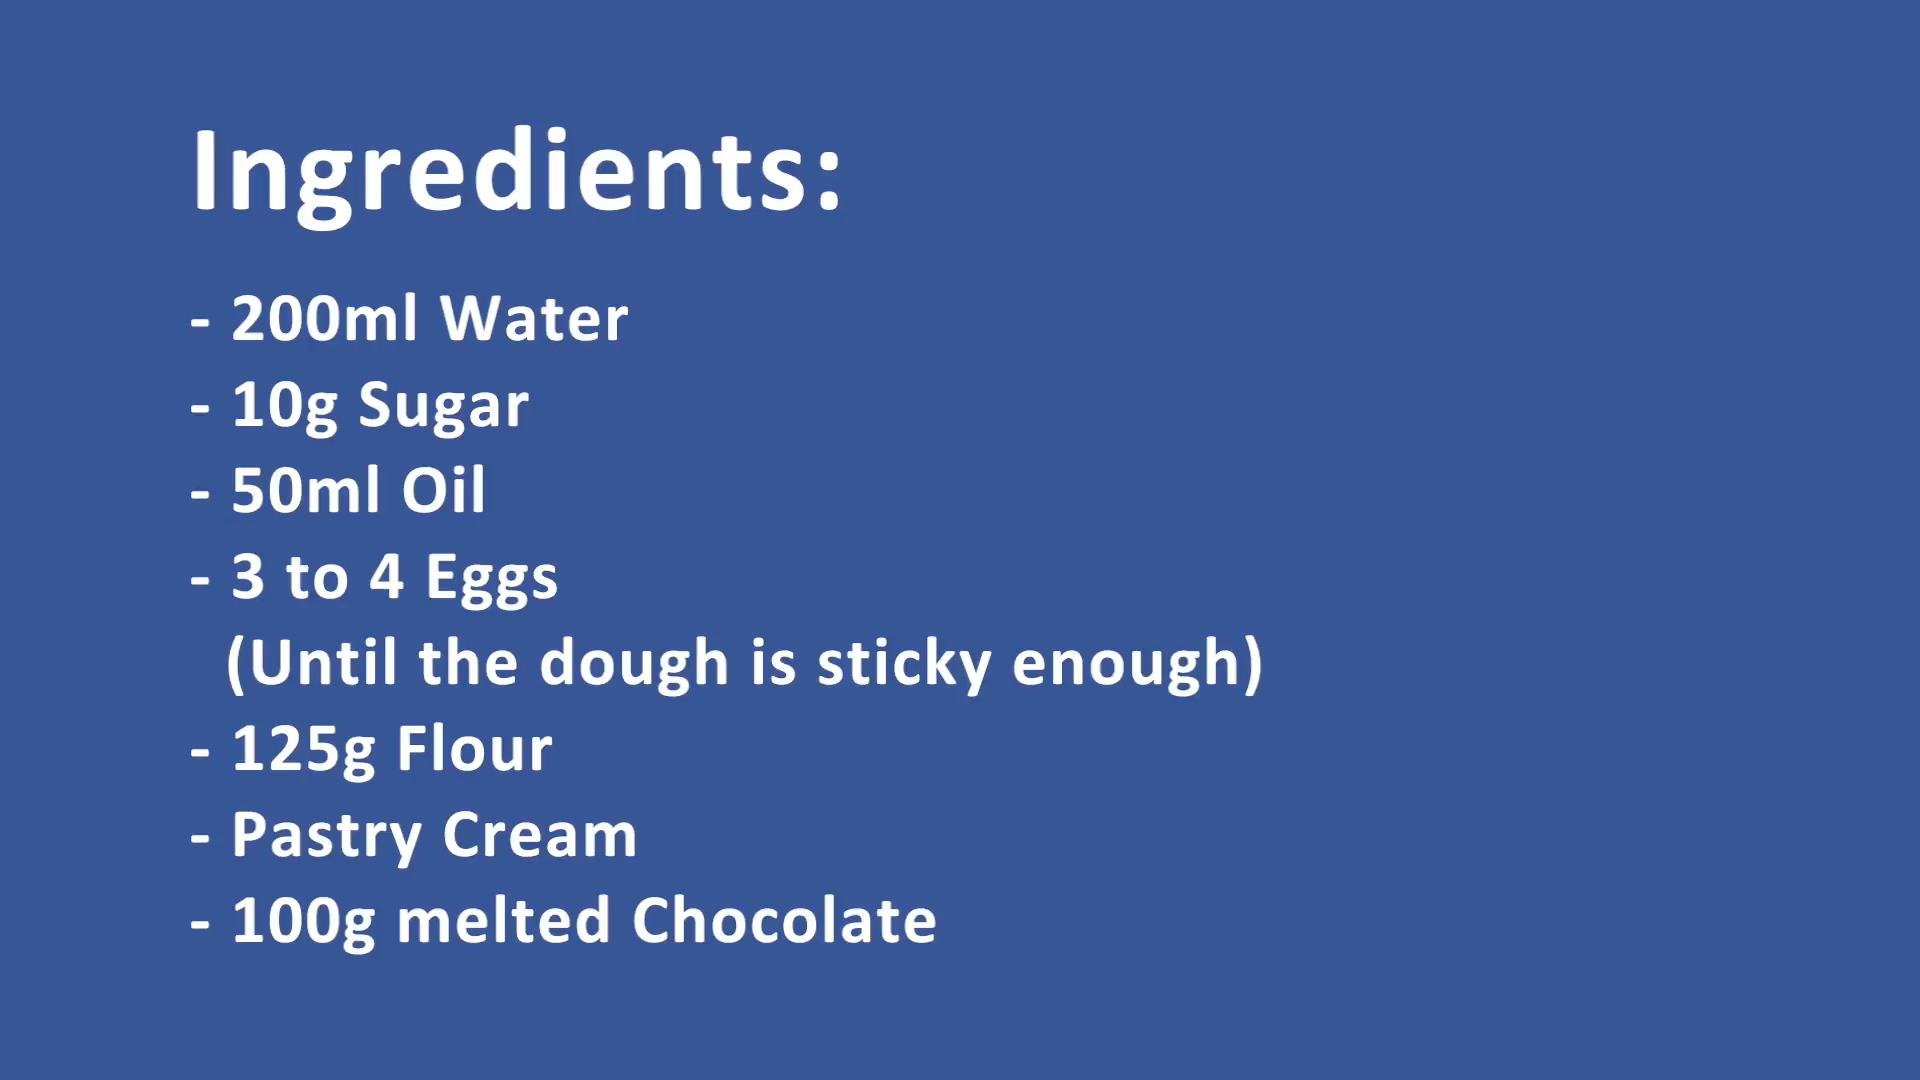 Ingredients:
- 200ml Water
- 10g Sugar
- 50ml Oil
- 3 to 4 Eggs
(Until the dough is sticky enough)
- 125g Flour
- Pastry Cream
- 100g melted Chocolate